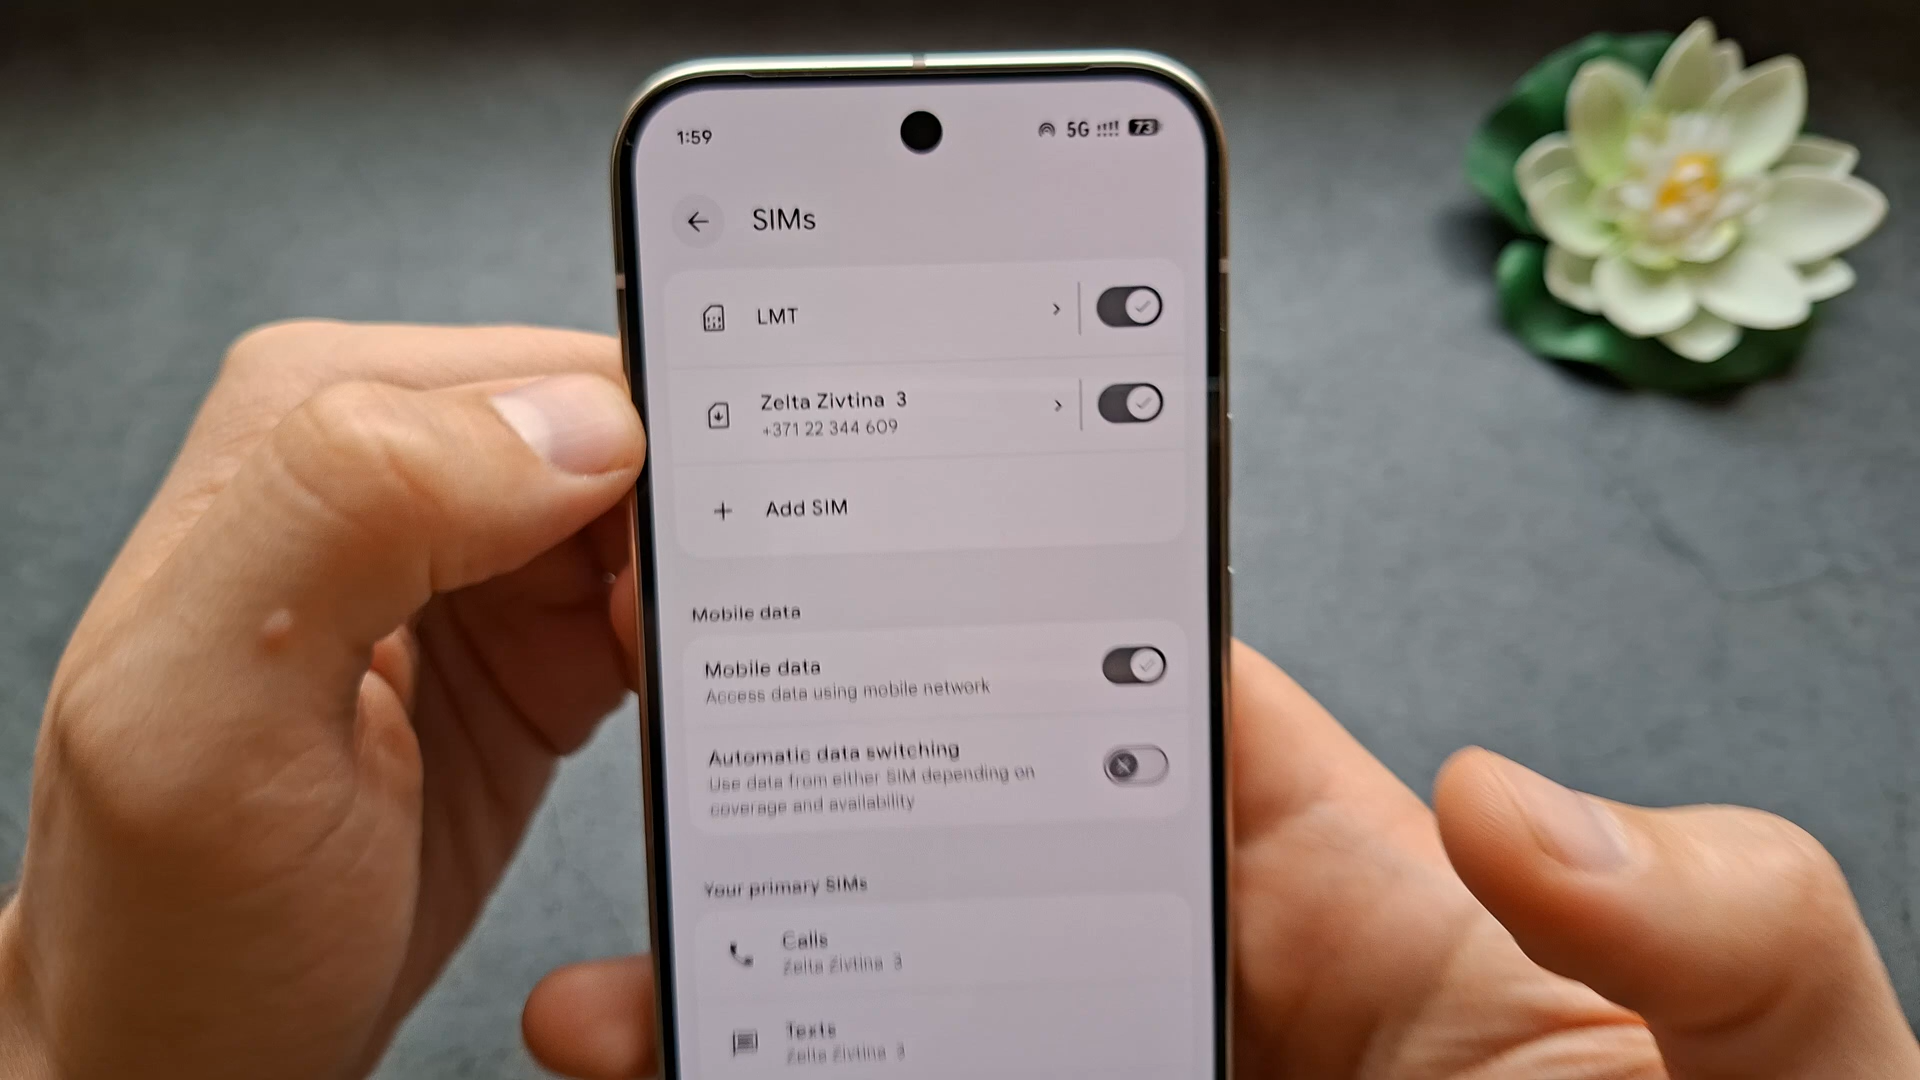 1:59
5G 73
SIMs
LMT
Zelta Zivtina 3
+371 22 344 609
Add SIM
Mobile data
Mobile data
Access data using mobile network
Automatic data switching
Use data from either SIM depending on
coverage and availability
Your primary SIMs
Calls
Zelta Zivtina 3
Texts
Zelta Zivtina 3